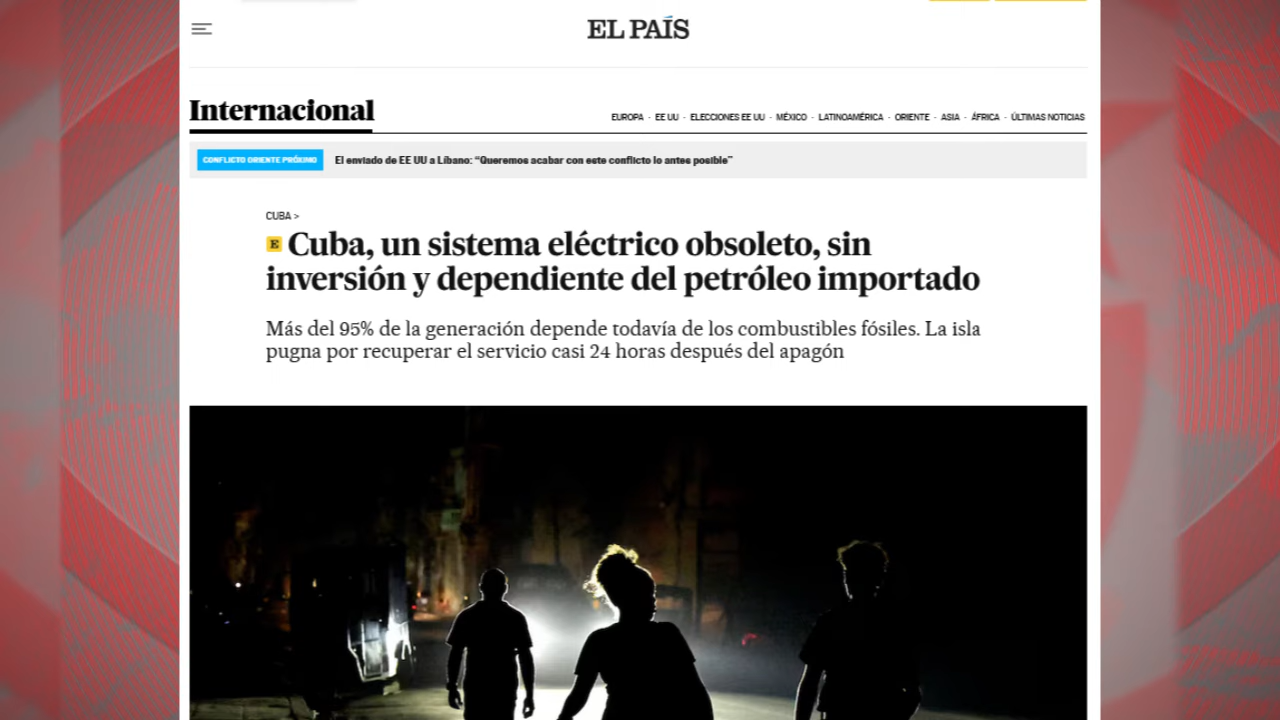 EL PAÍS
Internacional
EUROPA · EE UU · ELECCIONES EE UU · MÉXICO · LATINOAMÉRICA · ORIENTE · ASIA · ÁFRICA · ÚLTIMAS NOTICIAS
CONFLICTO ORIENTE PRÓXIMO El enviado de EE UU a Líbano: “Queremos acabar con este conflicto lo antes posible”
CUBA >
E Cuba, un sistema eléctrico obsoleto, sin
inversión y dependiente del petróleo importado
Más del 95% de la generación depende todavía de los combustibles fósiles. La isla
pugna por recuperar el servicio casi 24 horas después del apagón